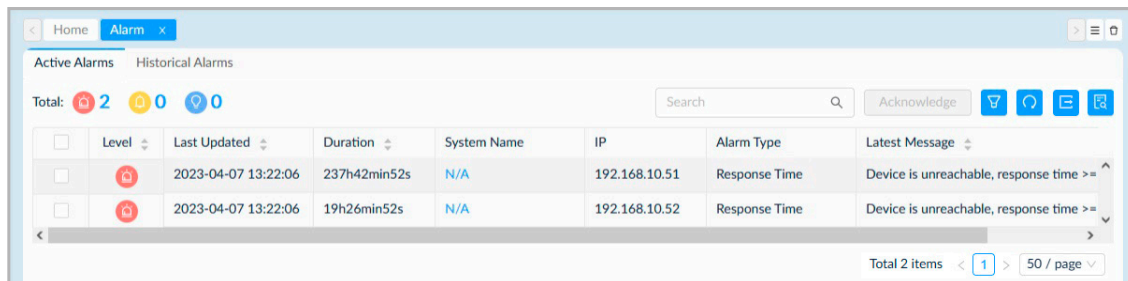 Home Alarm x
Active Alarms Historical Alarms
Total: 2 0 0 Search Acknowledge
Level Last Updated Duration System Name IP Alarm Type Latest Message
2023-04-07 13:22:06 237h42min52s N/A 192.168.10.51 Response Time Device is unreachable, response time >=
2023-04-07 13:22:06 19h26min52s N/A 192.168.10.52 Response Time Device is unreachable, response time >=
Total 2 items < 1 > 50 / page